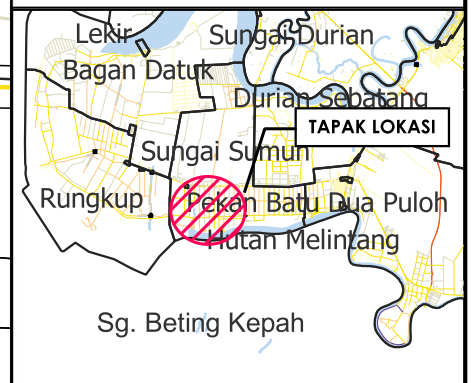 Lekir
Sungai Durian
Bagan Datuk
Durian Sebatang
TAPAK LOKASI
Sungai Sumun
Rungkup
Pekan Batu Dua Puloh
Hutan Melintang
Sg. Beting Kepah